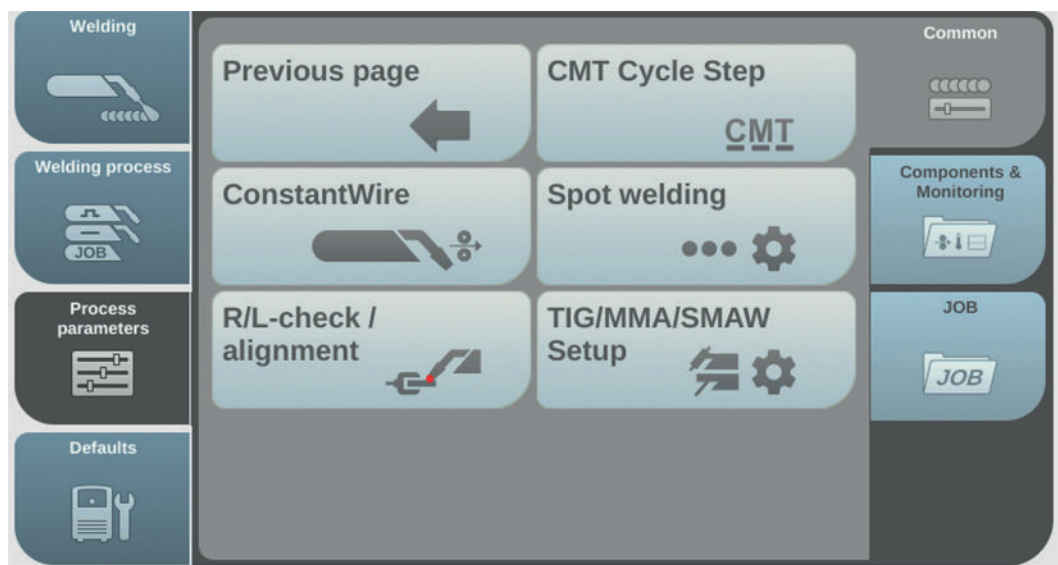 Welding
Welding process
JOB
Process
parameters
Defaults
Previous page
CMT Cycle Step
CMT
ConstantWire
Spot welding
R/L-check /
alignment
TIG/MMA/SMAW
Setup
Common
Components &
Monitoring
JOB
JOB